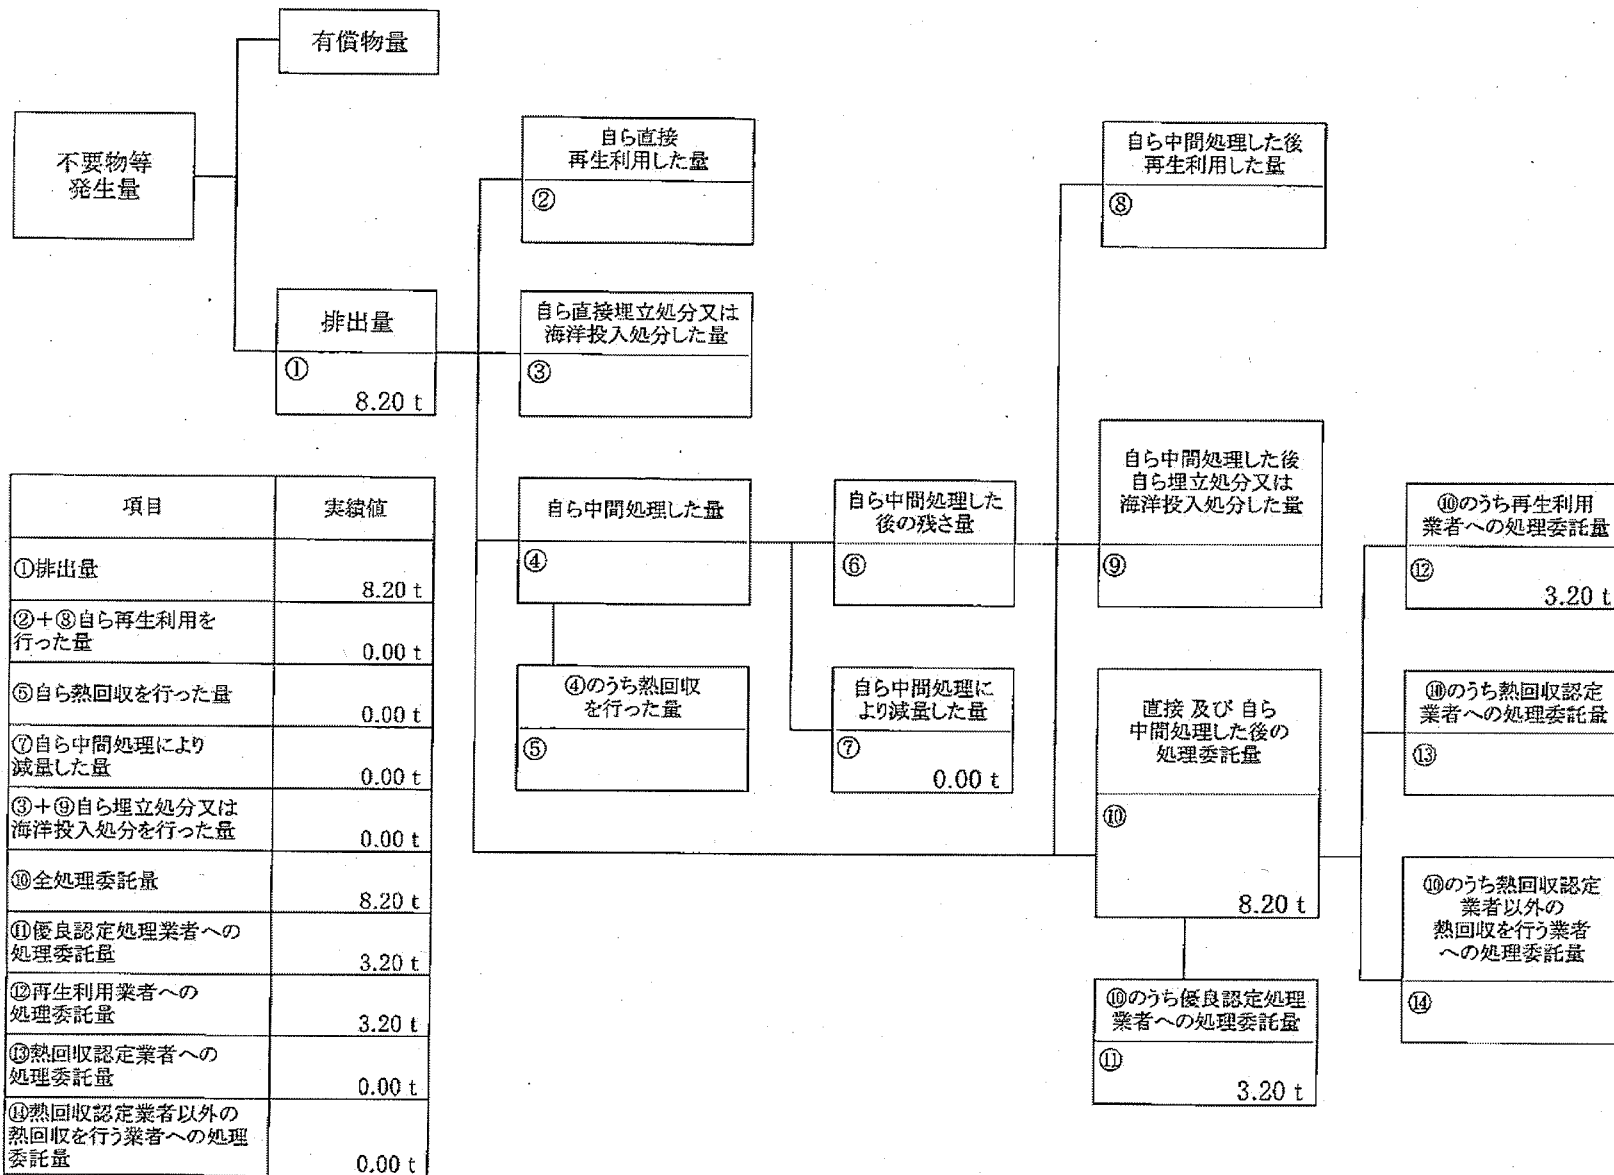 有償物量
不要物等
発生量
排出量
①
8.20 t
自ら直接
再生利用した量
②
自ら直接埋立処分又は
海洋投入処分した量
③
自ら中間処理した量
④
④のうち熱回収
を行った量
⑤
自ら中間処理した
後の残さ量
⑥
自ら中間処理に
より減量した量
⑦
0.00 t
自ら中間処理した後
再生利用した量
⑧
自ら中間処理した後
自ら埋立処分又は
海洋投入処分した量
⑨
直接 及び 自ら
中間処理した後の
処理委託量
⑩
8.20 t
⑩のうち優良認定処理
業者への処理委託量
⑪
3.20 t
⑩のうち再生利用
業者への処理委託量
⑫
3.20 t
⑩のうち熱回収認定
業者への処理委託量
⑬
⑩のうち熱回収認定
業者以外の
熱回収を行う業者
への処理委託量
⑭
項目 実績値
①排出量
8.20 t
②+⑧自ら再生利用を
行った量
0.00 t
⑤自ら熱回収を行った量
0.00 t
⑦自ら中間処理により
減量した量
0.00 t
③+⑨自ら埋立処分又は
海洋投入処分を行った量
0.00 t
⑩全処理委託量
8.20 t
⑪優良認定処理業者への
処理委託量
3.20 t
⑫再生利用業者への
処理委託量
3.20 t
⑬熱回収認定業者への
処理委託量
0.00 t
⑭熱回収認定業者以外の
熱回収を行う業者への処理
委託量
0.00 t